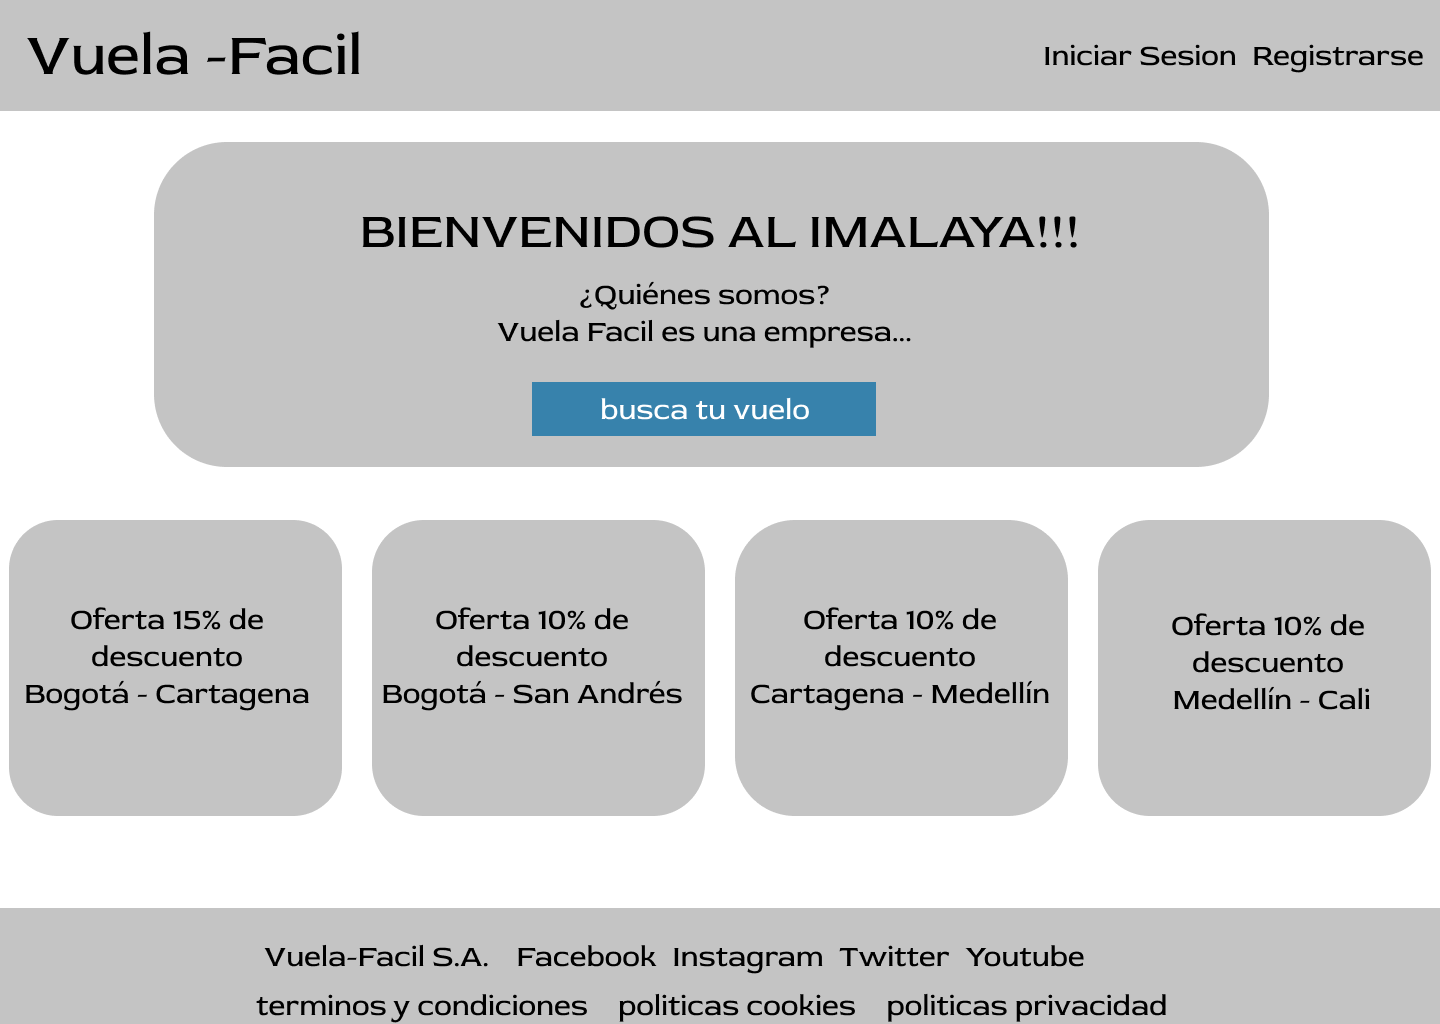 Vuela -Facil
Iniciar Sesion Registrarse
BIENVENIDOS AL IMALAYA!!!
¿Quiénes somos?
Vuela Facil es una empresa...
busca tu vuelo
Oferta 15% de
descuento
Bogotá - Cartagena
Oferta 10% de
descuento
Bogotá - San Andrés
Oferta 10% de
descuento
Cartagena - Medellín
Oferta 10% de
descuento
Medellín - Cali
Vuela-Facil S.A. Facebook Instagram Twitter Youtube
terminos y condiciones politicas cookies politicas privacidad